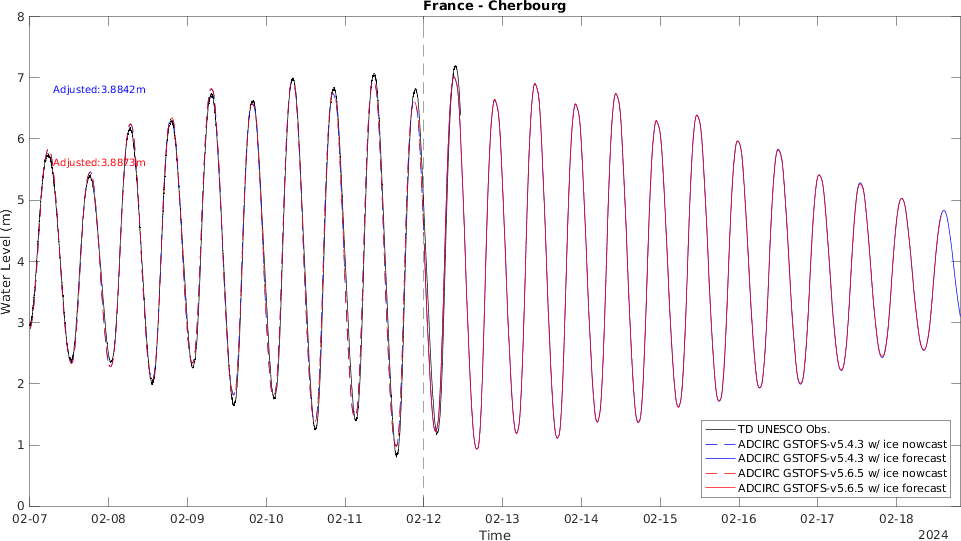 France - Cherbourg
8
7
6
5
4
3
2
1
0
Water Level (m)
Adjusted:3.8842m
Adjusted:3.8873m
TD UNESCO Obs.
ADCIRC GSTOFS-v5.4.3 w/ ice nowcast
ADCIRC GSTOFS-v5.4.3 w/ ice forecast
ADCIRC GSTOFS-v5.6.5 w/ ice nowcast
ADCIRC GSTOFS-v5.6.5 w/ ice forecast
02-07 02-08 02-09 02-10 02-11 02-12 02-13 02-14 02-15 02-16 02-17 02-18
Time
2024